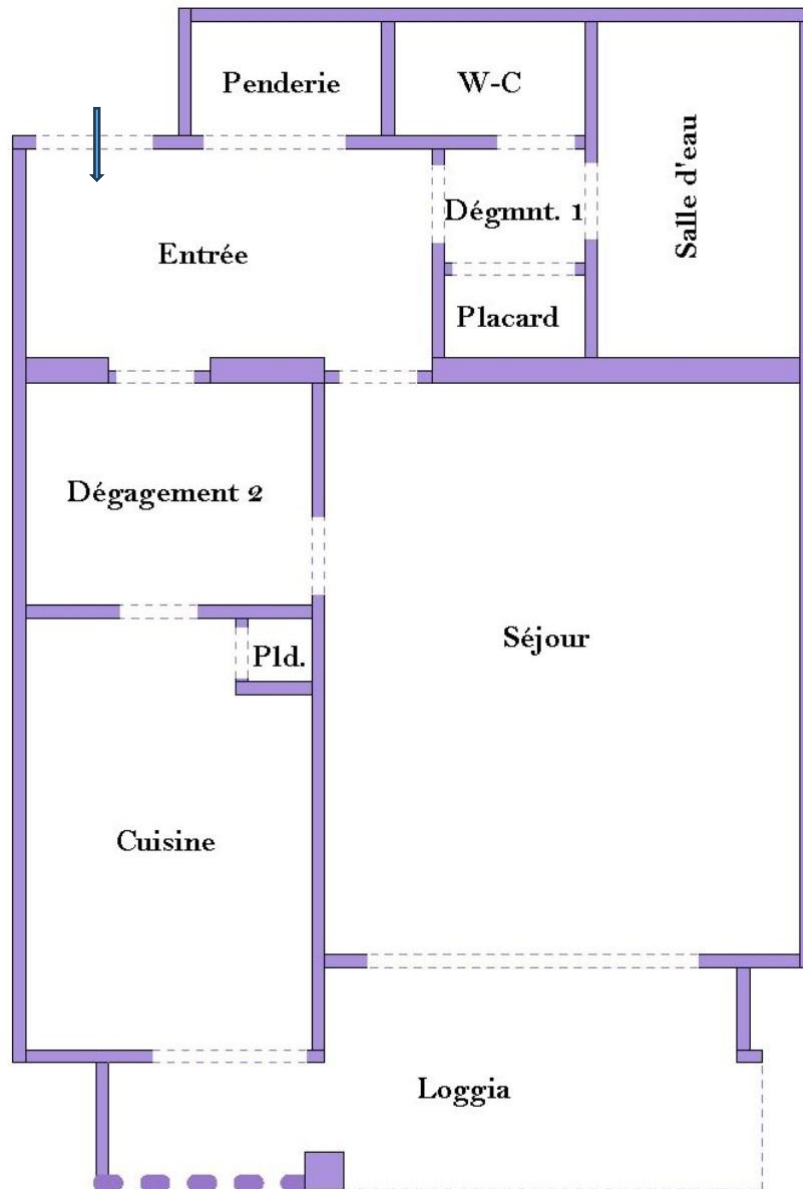 Penderie
W-C
Salle d'eau
Dégmnt. 1
Entrée
Placard
Dégagement 2
Séjour
Pld.
Cuisine
Loggia